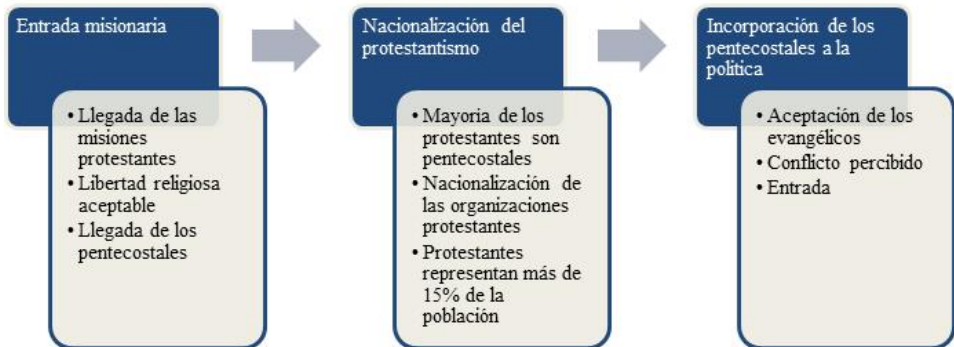 Entrada misionaria
• Llegada de las
misiones
protestantes
• Libertad religiosa
aceptable
• Llegada de los
pentecostales
Nacionalización del
protestantismo
• Mayoría de los
protestantes son
pentecostales
• Nacionalización de
las organizaciones
protestantes
• Protestantes
representan más de
15% de la
población
Incorporación de los
pentecostales a la
política
• Aceptación de los
evangélicos
• Conflicto percibido
• Entrada